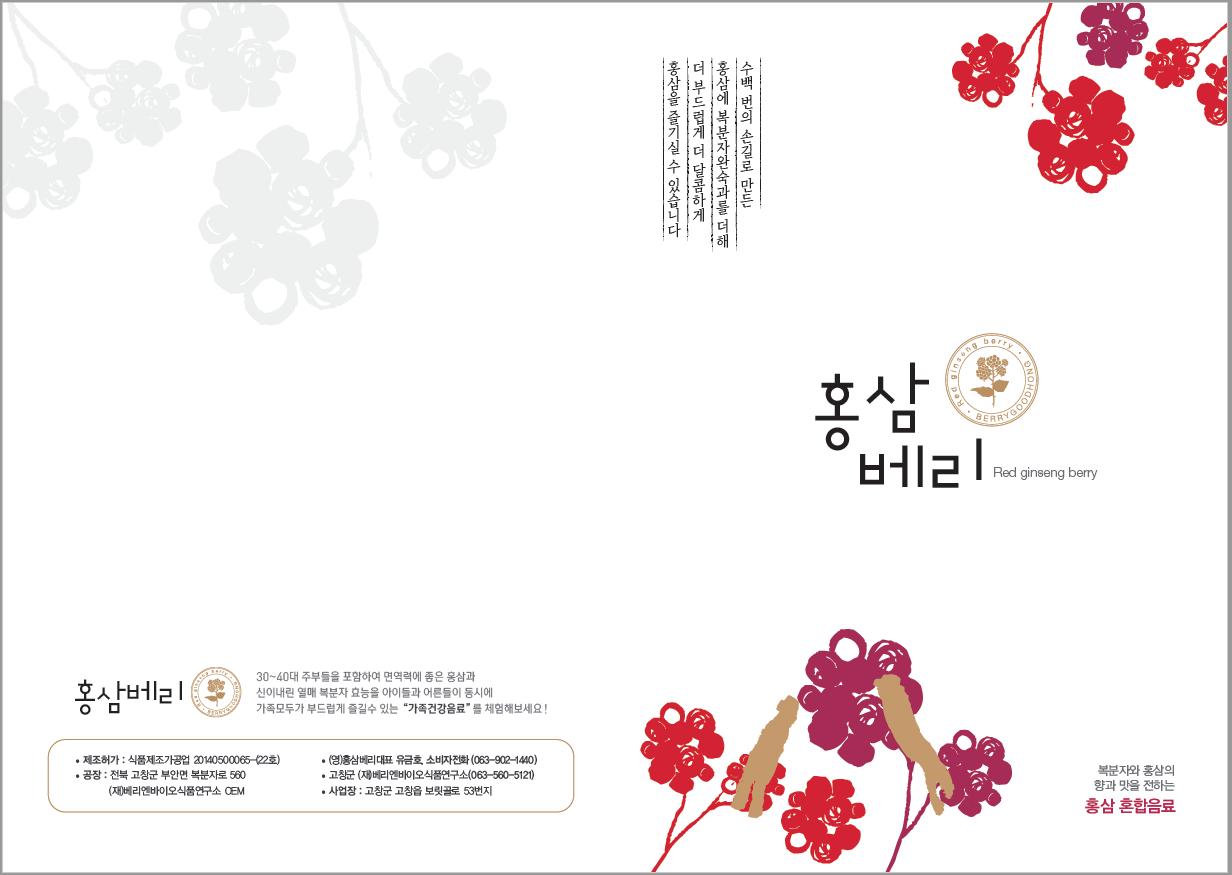 수백 번의 손길로 만든
홍삼에 복분자완숙과를 더해
더 부드럽게 더 달콤하게
홍삼을 즐기실 수 있습니다
Red ginseng berry • BERRYGOODHONG •
홍삼
베리
Red ginseng berry
홍삼베리
Red ginseng berry • BERRYGOODHONG •
30~40대 주부들을 포함하여 면역력에 좋은 홍삼과
신이내린 열매 복분자 효능을 아이들과 어른들이 동시에
가족모두가 부드럽게 즐길수 있는 “가족건강음료”를 체험해보세요!
• 제조허가 : 식품제조가공업 20140500065-(22호)
• 공장 : 전북 고창군 부안면 복분자로 560
(재)베리엔바이오식품연구소 OEM
• (영)홍삼베리대표 유금호, 소비자전화 (063-902-1440)
• 고창군 (재)베리엔바이오식품연구소(063-560-5121)
• 사업장 : 고창군 고창읍 보릿골로 53번지
복분자와 홍삼의
향과 맛을 전하는
홍삼 혼합음료